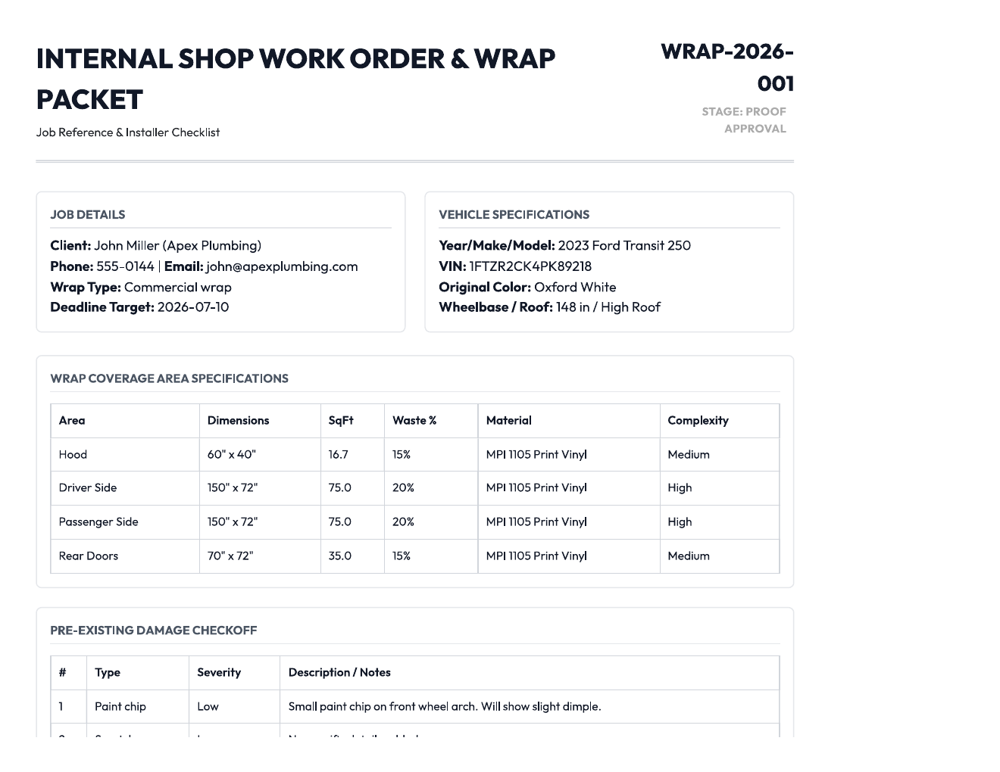 INTERNAL SHOP WORK ORDER & WRAP
PACKET
Job Reference & Installer Checklist
WRAP-2026-
001
STAGE: PROOF
APPROVAL
JOB DETAILS
Client: John Miller (Apex Plumbing)
Phone: 555-0144 | Email: john@apexplumbing.com
Wrap Type: Commercial wrap
Deadline Target: 2026-07-10
VEHICLE SPECIFICATIONS
Year/Make/Model: 2023 Ford Transit 250
VIN: 1FTZR2CK4PK89218
Original Color: Oxford White
Wheelbase / Roof: 148 in / High Roof
WRAP COVERAGE AREA SPECIFICATIONS
Area Dimensions SqFt Waste % Material Complexity
Hood 60" x 40" 16.7 15% MPI 1105 Print Vinyl Medium
Driver Side 150" x 72" 75.0 20% MPI 1105 Print Vinyl High
Passenger Side 150" x 72" 75.0 20% MPI 1105 Print Vinyl High
Rear Doors 70" x 72" 35.0 15% MPI 1105 Print Vinyl Medium
PRE-EXISTING DAMAGE CHECKOFF
# Type Severity Description / Notes
1 Paint chip Low Small paint chip on front wheel arch. Will show slight dimple.